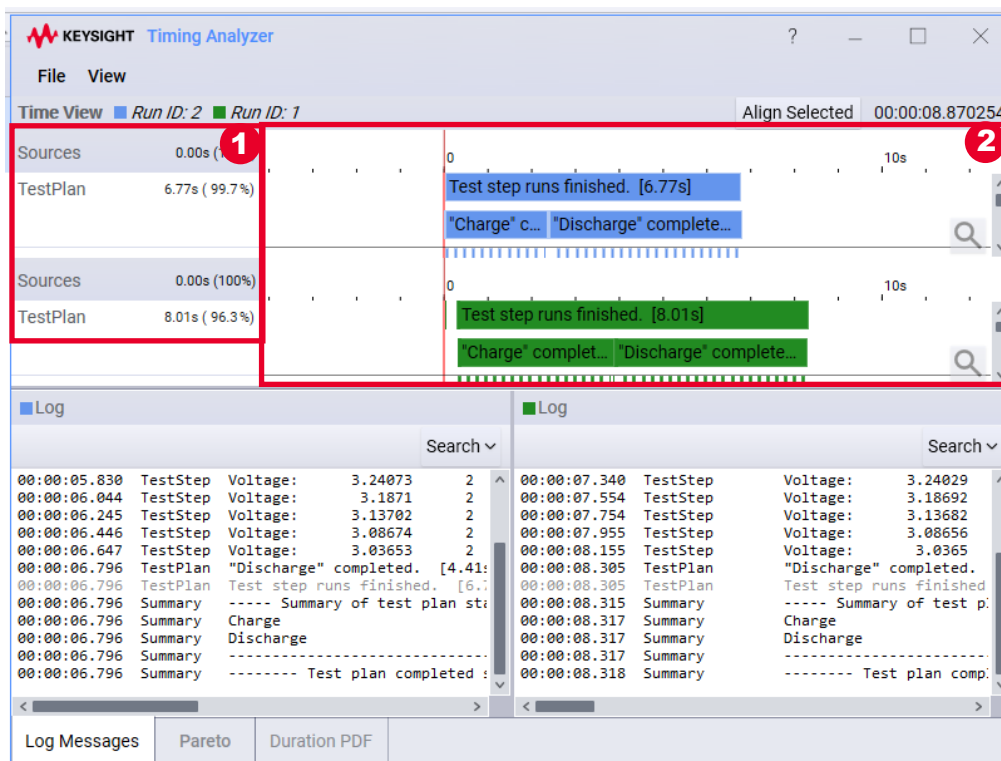 KEYSIGHT Timing Analyzer ?
File View
Time View Run ID: 2 Run ID: 1 Align Selected 00:00:08.870254
1 2
Sources 0.00s (
0 10s
TestPlan 6.77s ( 99.7%)
Test step runs finished. [6.77s]
"Charge" c... "Discharge" complete...
Sources 0.00s (100%)
0 10s
TestPlan 8.01s ( 96.3%)
Test step runs finished. [8.01s]
"Charge" complet... "Discharge" complete...
Log
Search
00:00:05.830 TestStep Voltage: 3.24073 2
00:00:06.044 TestStep Voltage: 3.1871 2
00:00:06.245 TestStep Voltage: 3.13702 2
00:00:06.446 TestStep Voltage: 3.08674 2
00:00:06.647 TestStep Voltage: 3.03653 2
00:00:06.796 TestPlan "Discharge" completed. [4.41s
00:00:06.796 TestPlan Test step runs finished. [6.7
00:00:06.796 Summary ----- Summary of test plan sta
00:00:06.796 Summary Charge
00:00:06.796 Summary Discharge
00:00:06.796 Summary ----------------------------------
00:00:06.796 Summary -------- Test plan completed s
Log
Search
00:00:07.340 TestStep Voltage: 3.24029
00:00:07.554 TestStep Voltage: 3.18692
00:00:07.754 TestStep Voltage: 3.13682
00:00:07.955 TestStep Voltage: 3.08656
00:00:08.155 TestStep Voltage: 3.0365
00:00:08.305 TestPlan "Discharge" completed.
00:00:08.305 TestPlan Test step runs finished
00:00:08.315 Summary ----- Summary of test pl
00:00:08.317 Summary Charge
00:00:08.317 Summary Discharge
00:00:08.317 Summary -------------------------
00:00:08.318 Summary -------- Test plan compl
Log Messages Pareto Duration PDF